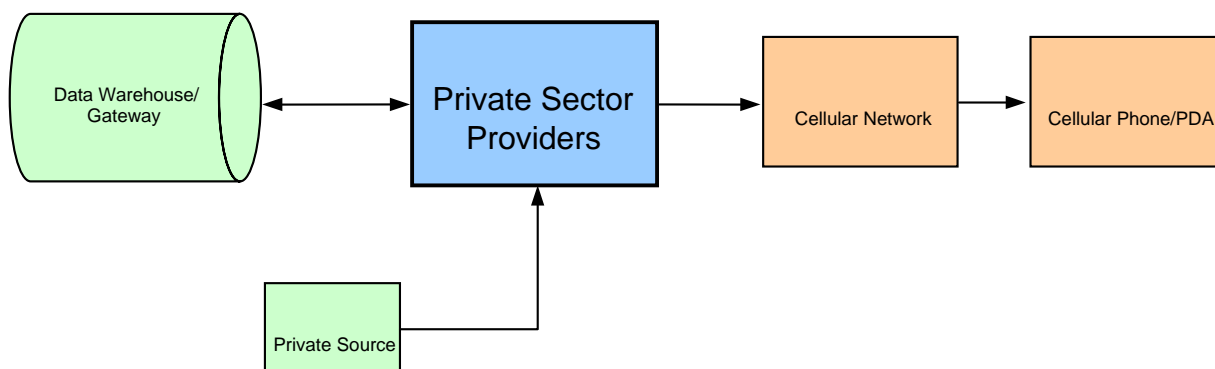 Data Warehouse/
Gateway
Private Sector
Providers
Cellular Network
Cellular Phone/PDA
Private Source